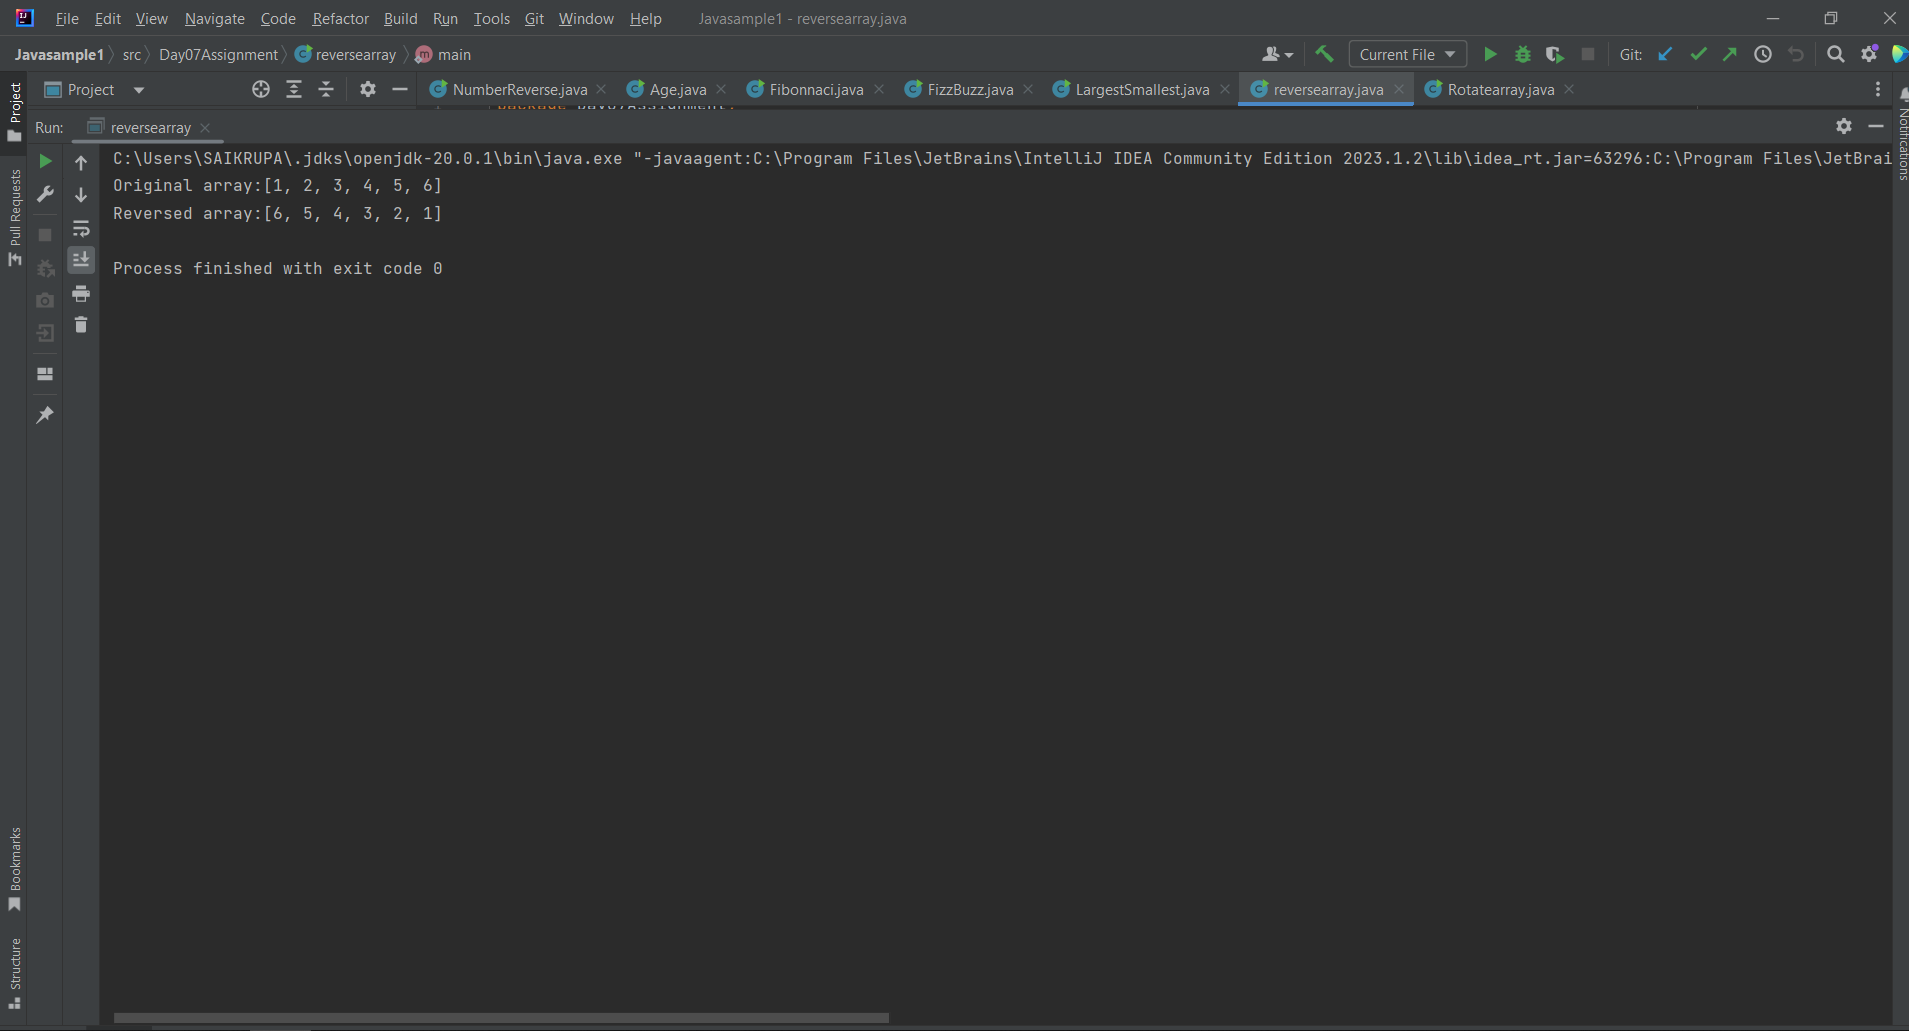 File Edit View Navigate Code Refactor Build Run Tools Git Window Help Javasample1 - reversearray.java
Javasample1 src Day07Assignment reversearray main Current File Git:
Project NumberReverse.java Age.java Fibonnaci.java FizzBuzz.java LargestSmallest.java reversearray.java Rotatearray.java
package Day07Assignment;
Run: reversearray
C:\Users\SAIKRUPA\.jdks\openjdk-20.0.1\bin\java.exe "-javaagent:C:\Program Files\JetBrains\IntelliJ IDEA Community Edition 2023.1.2\lib\idea_rt.jar=63296:C:\Program Files\JetBrai
Original array:[1, 2, 3, 4, 5, 6]
Reversed array:[6, 5, 4, 3, 2, 1]
Process finished with exit code 0
Project
Pull Requests
Bookmarks
Structure
Notifications